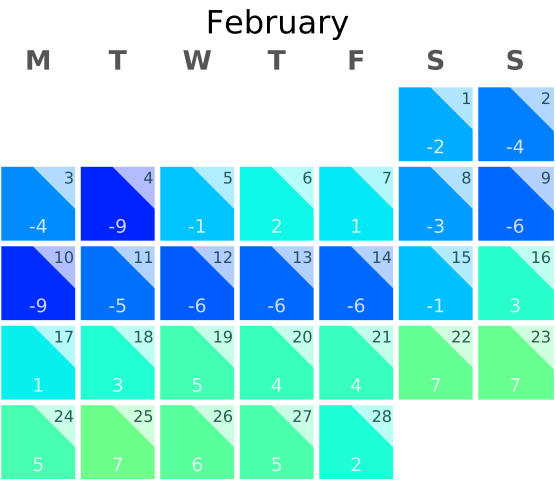 February
M T W T F S S
1 2
-2 -4
3 4 5 6 7 8 9
-4 -9 -1 2 1 -3 -6
10 11 12 13 14 15 16
-9 -5 -6 -6 -6 -1 3
17 18 19 20 21 22 23
1 3 5 4 4 7 7
24 25 26 27 28
5 7 6 5 2